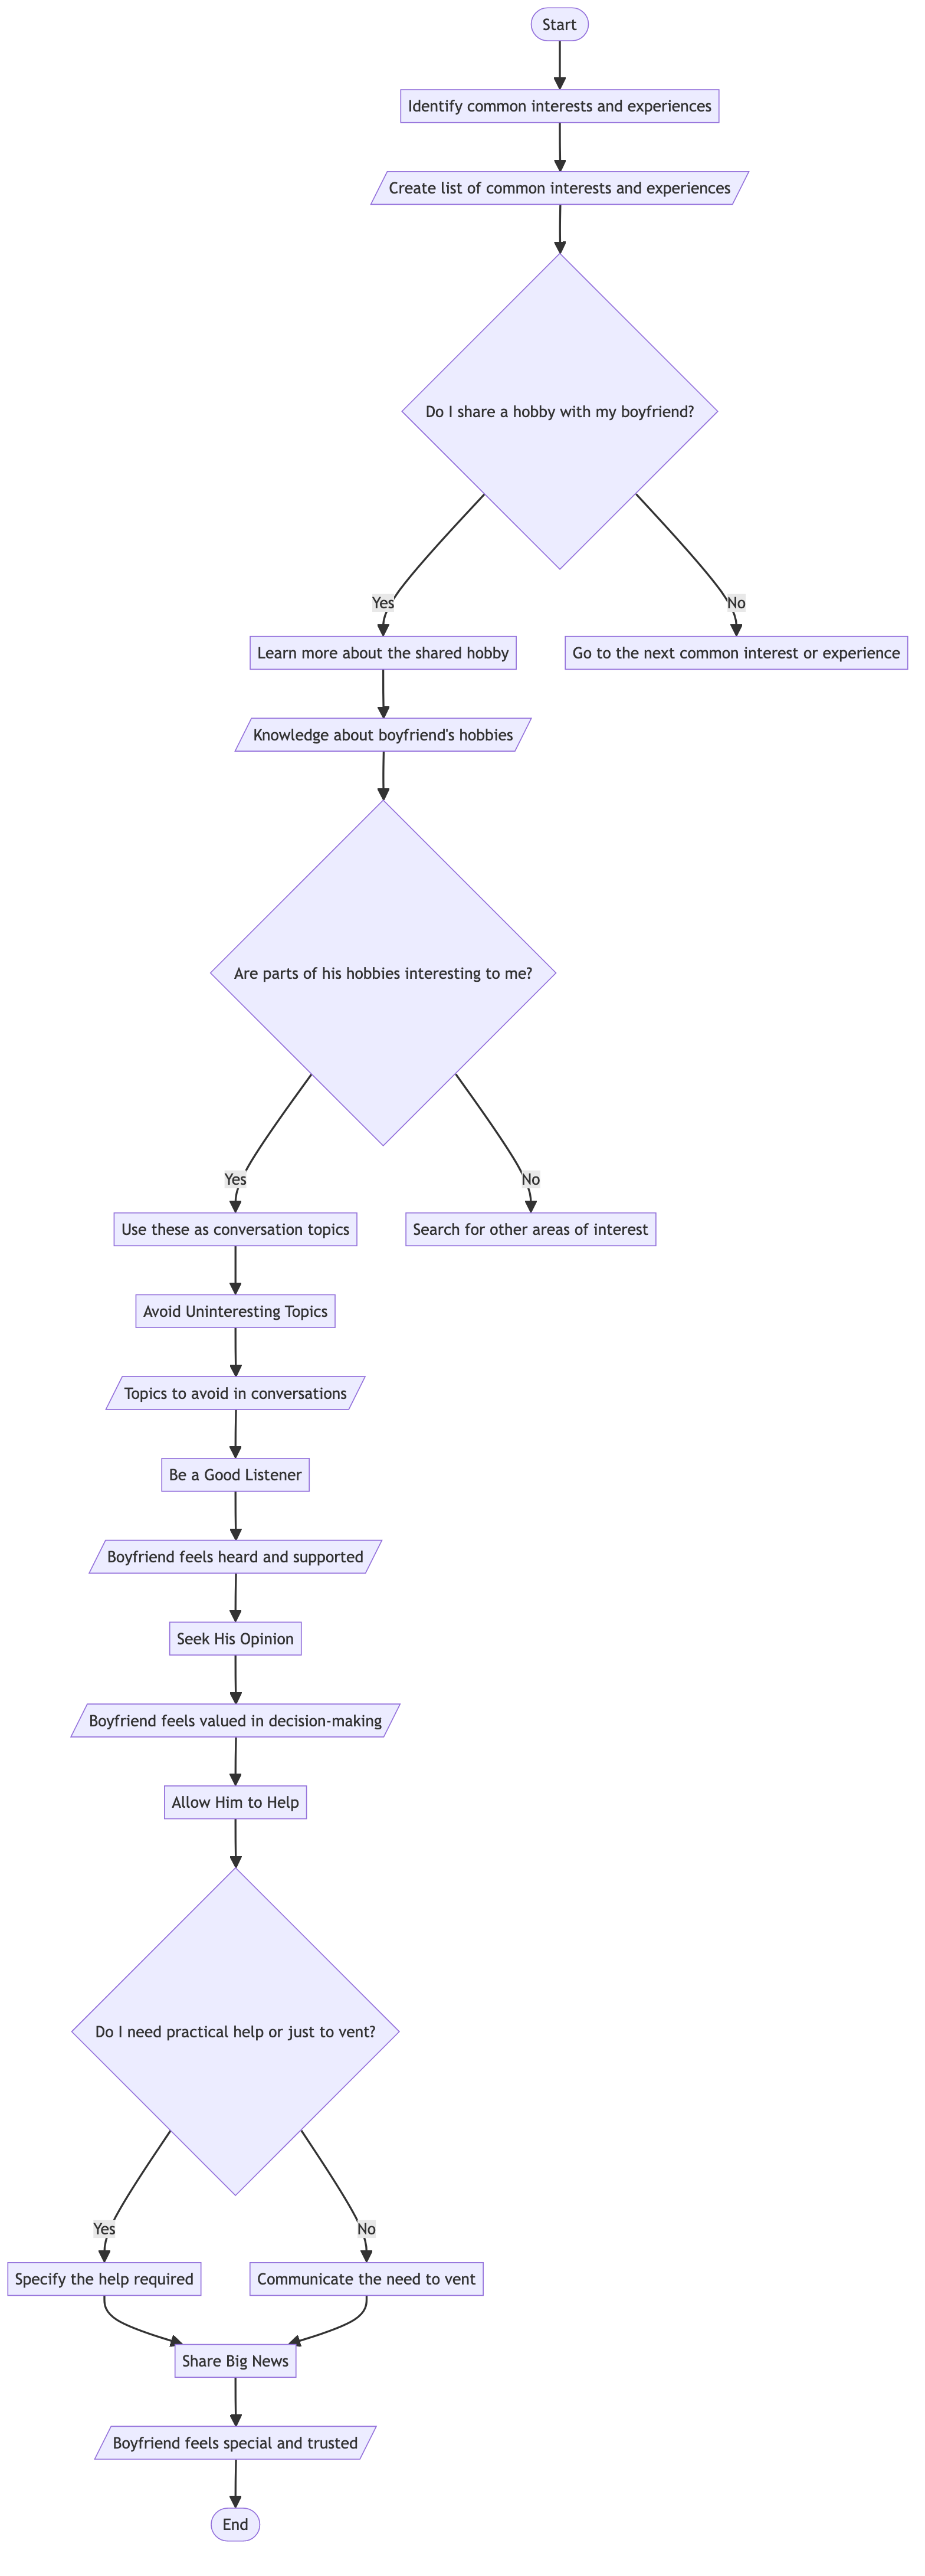 Start
Identify common interests and experiences
Create list of common interests and experiences
Do I share a hobby with my boyfriend?
Yes
No
Learn more about the shared hobby
Go to the next common interest or experience
Knowledge about boyfriend's hobbies
Are parts of his hobbies interesting to me?
Yes
No
Use these as conversation topics
Search for other areas of interest
Avoid Uninteresting Topics
Topics to avoid in conversations
Be a Good Listener
Boyfriend feels heard and supported
Seek His Opinion
Boyfriend feels valued in decision-making
Allow Him to Help
Do I need practical help or just to vent?
Yes
No
Specify the help required
Communicate the need to vent
Share Big News
Boyfriend feels special and trusted
End